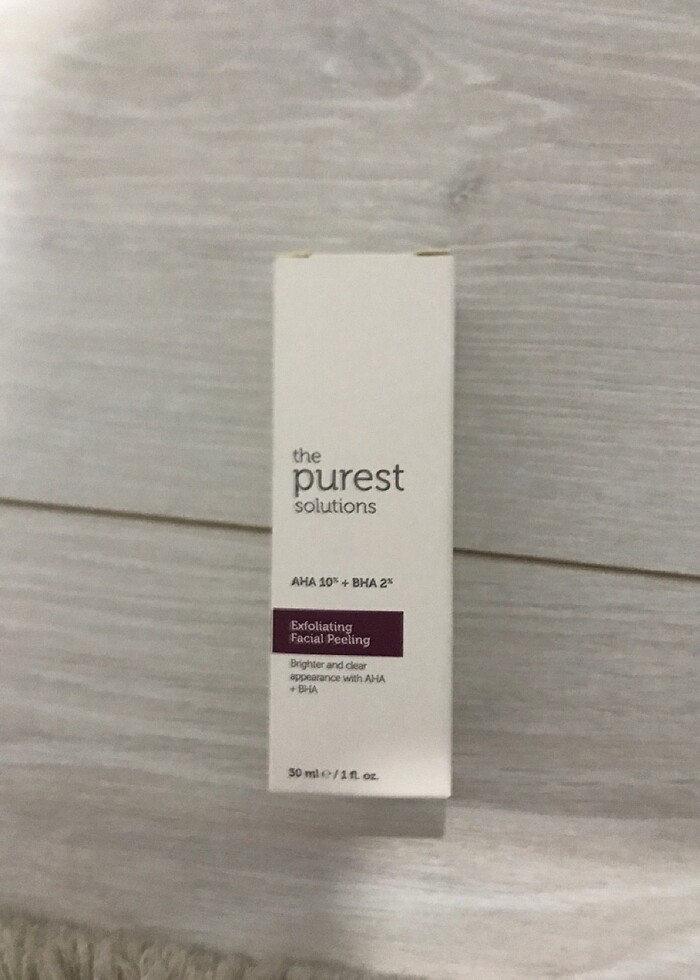 the
purest
solutions
AHA 10% + BHA 2%
Exfoliating
Facial Peeling
Brighter and clear
appearance with AHA
+ BHA
30 ml ℮ / 1 fl. oz.